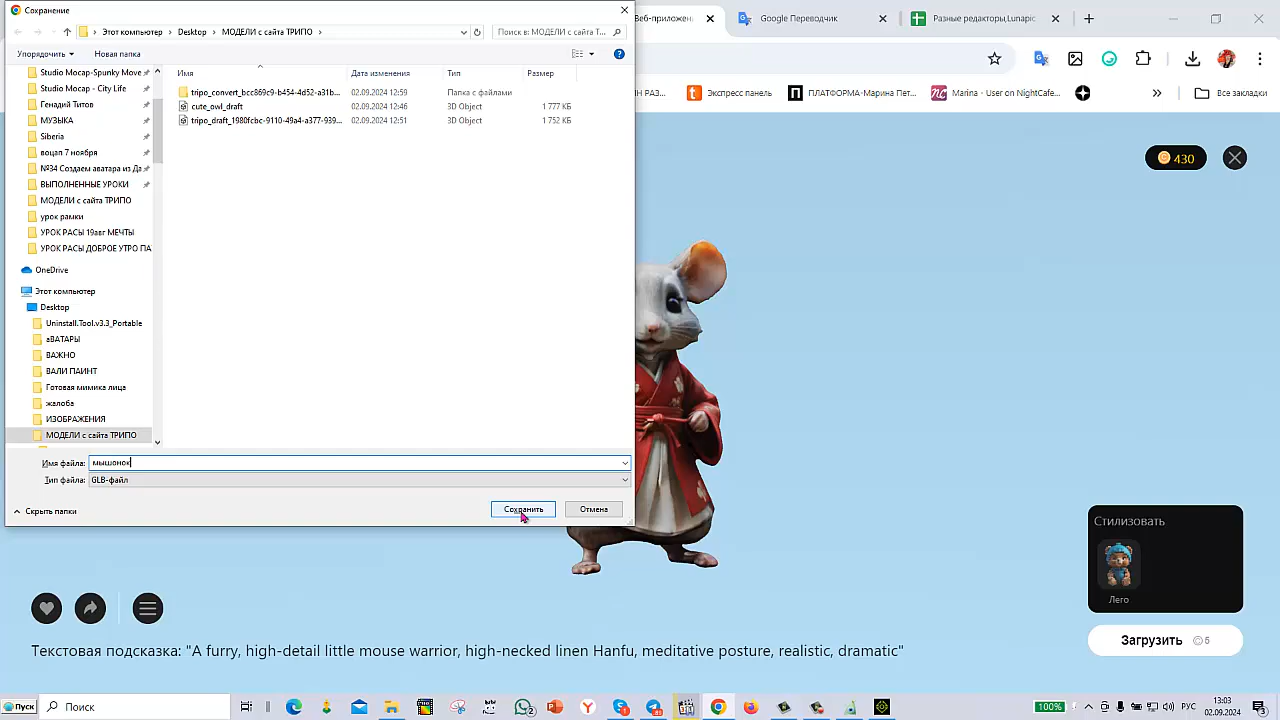 Сохранение
Этот компьютер > Desktop > МОДЕЛИ с сайта ТРИПО >
Поиск в: МОДЕЛИ с сайта Т...
Упорядочить
Новая папка
Имя
Дата изменения
Тип
Размер
tripo_convert_bcc869c9-b454-4d52-a31b...
02.09.2024 12:59
Папка с файлами
cute_owl_draft
02.09.2024 12:46
3D Object
1 777 КБ
tripo_draft_1980fcbc-9110-49a4-a377-939...
02.09.2024 12:51
3D Object
1 752 КБ
Studio Mocap-Spunky Move
Studio Mocap - City Life
Генадий Титов
МУЗЫКА
Siberia
воцап 7 ноября
№34 Создаем аватара из Да
ВЫПОЛНЕННЫЕ УРОКИ
МОДЕЛИ с сайта ТРИПО
урок рамки
УРОК РАСЫ 19авг МЕЧТЫ
УРОК РАСЫ ДОБРОЕ УТРО ПА
OneDrive
Этот компьютер
Desktop
Uninstall.Tool.v3.3_Portable
аВАТАРЫ
ВАЖНО
ВАЛИ ПАИНТ
Готовая мимика лица
жалоба
ИЗОБРАЖЕНИЯ
МОДЕЛИ с сайта ТРИПО
Имя файла: мышонок
Тип файла: GLB-файл
Скрыть папки
Сохранить
Отмена
Веб-приложени
Google Переводчик
Разные редакторы,Lunapic
Н РАЗ...
Экспресс панель
ПЛАТФОРМА-Марина Пет...
Marina - User on NightCafe...
»
Все закладки
430
Стилизовать
Лего
Загрузить 6
Текстовая подсказка: "A furry, high-detail little mouse warrior, high-necked linen Hanfu, meditative posture, realistic, dramatic"
Пуск
Поиск
100%
РУС
13:03
02.09.2024